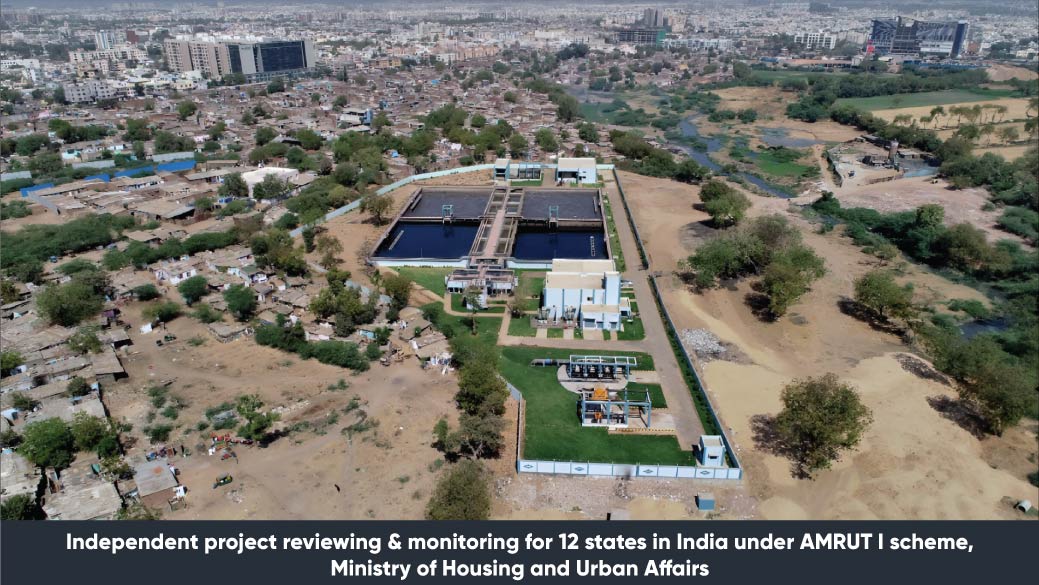 Independent project reviewing & monitoring for 12 states in India under AMRUT I scheme,
Ministry of Housing and Urban Affairs